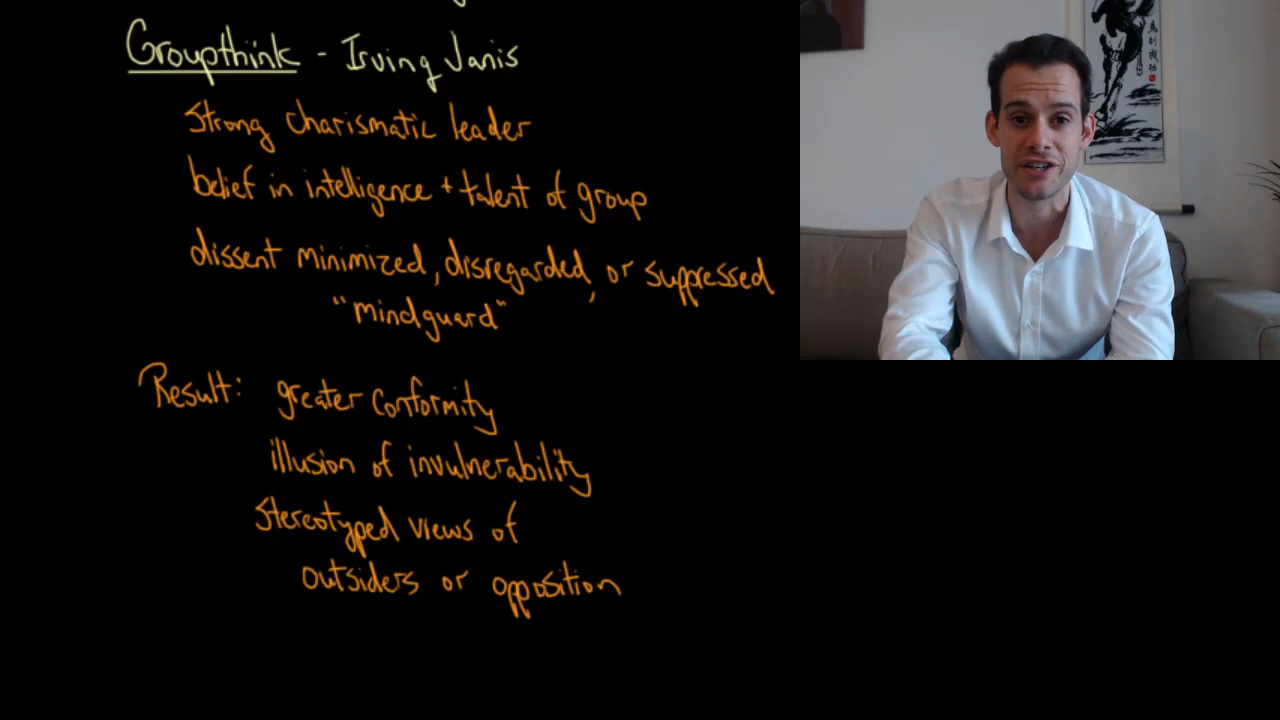 Groupthink - Irving Janis
Strong charismatic leader
belief in intelligence + talent of group
dissent minimized, disregarded, or suppressed
"mindguard"
Result: greater conformity
illusion of invulnerability
stereotyped views of
outsiders or opposition